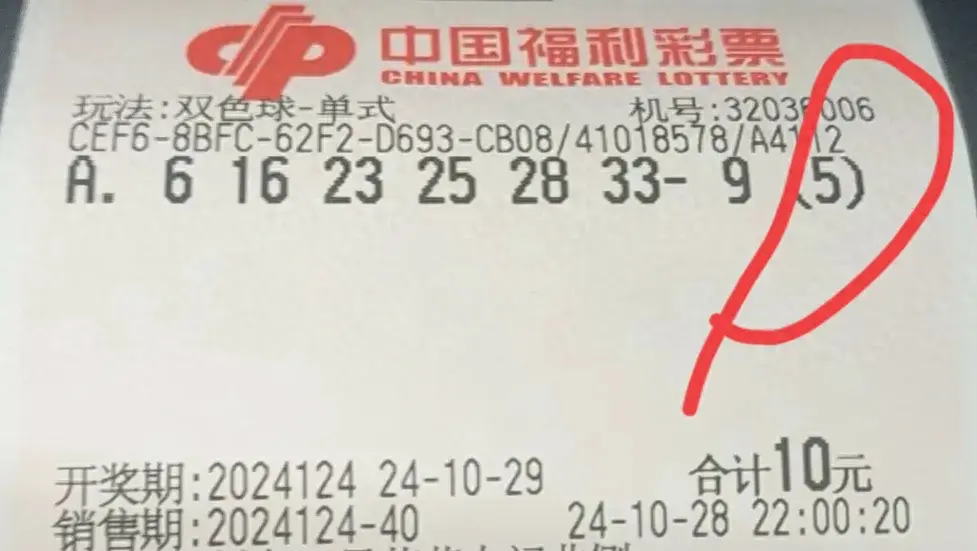 中国福利彩票
CHINA WELFARE LOTTERY
玩法:双色球-单式 机号:32036006
CEF6-8BFC-62F2-D693-CB08/41018578/A4112
A. 6 16 23 25 28 33- 9 (5)
开奖期:2024124 24-10-29 合计10元
销售期:2024124-40 24-10-28 22:00:20